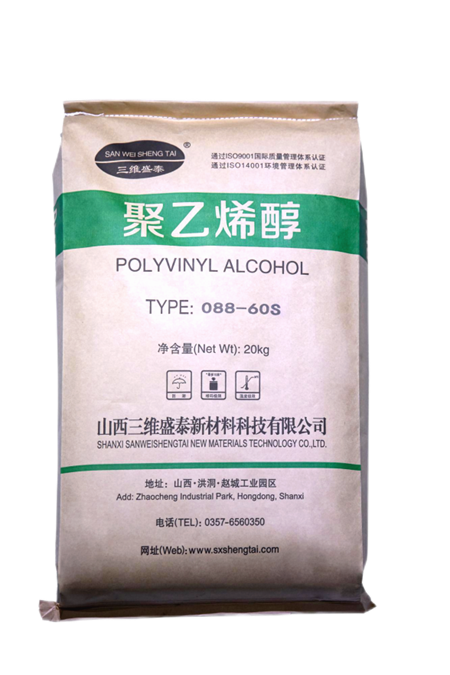 SAN WEI SHENG TAI ®
三维盛泰
通过ISO9001国际质量管理体系认证
通过ISO14001环境管理体系认证
聚乙烯醇
POLYVINYL ALCOHOL
TYPE: 088-60S
净含量(Net Wt): 20kg
山西三维盛泰新材料科技有限公司
SHANXI SANWEISHENGTAI NEW MATERIALS TECHNOLOGY CO.,LTD.
地址: 山西·洪洞·赵城工业园区
Add: Zhaocheng Industrial Park, Hongdong, Shanxi
电话(TEL): 0357-6560350
网址(Web): www.sxshengtai.com